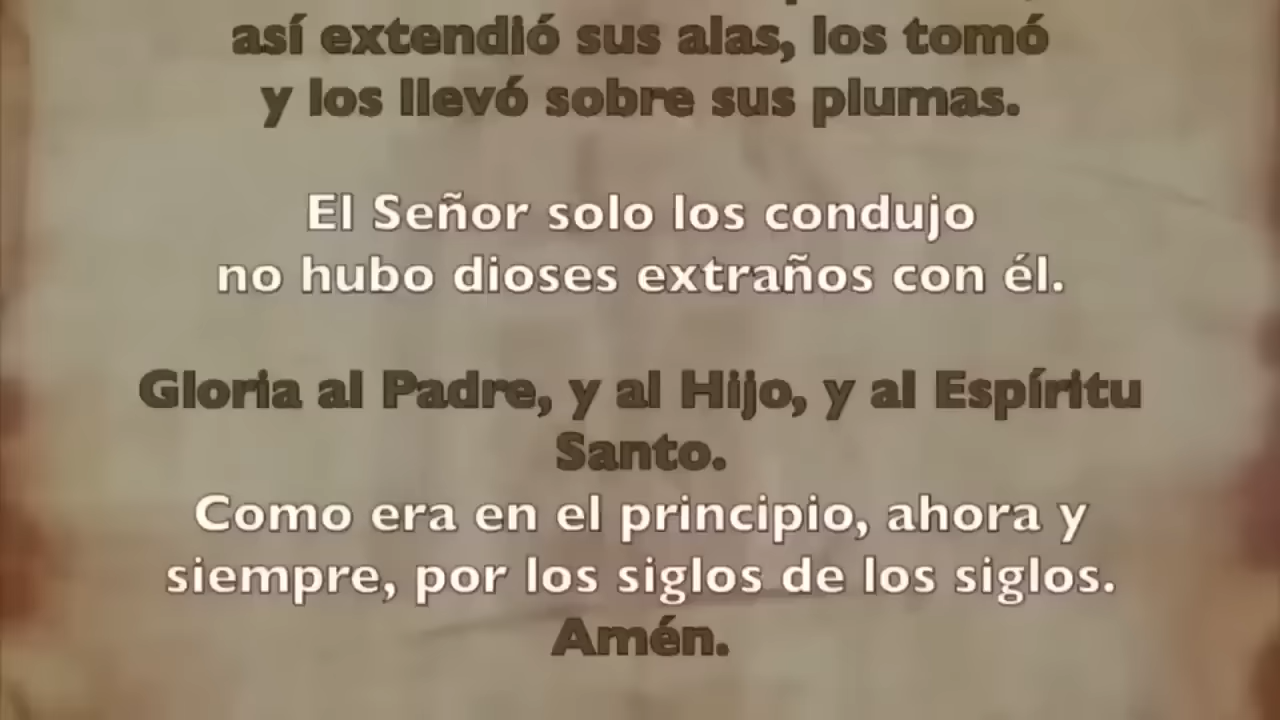 así extendió sus alas, los tomó
y los llevó sobre sus plumas.
El Señor solo los condujo
no hubo dioses extraños con él.
Gloria al Padre, y al Hijo, y al Espíritu
Santo.
Como era en el principio, ahora y
siempre, por los siglos de los siglos.
Amén.